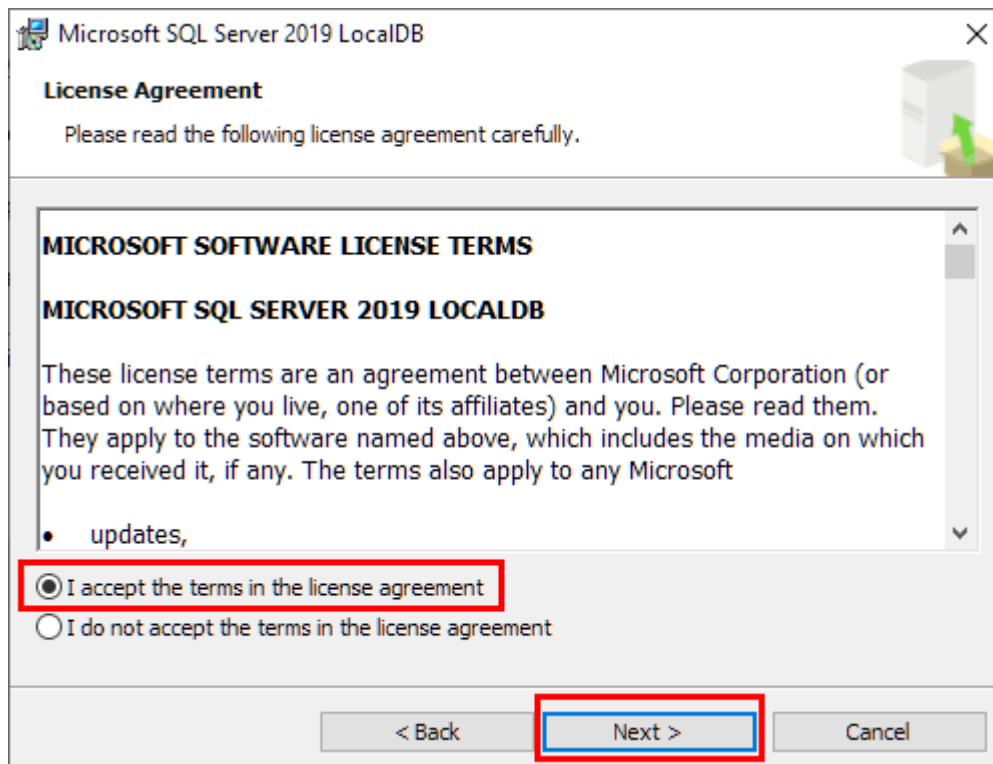 Microsoft SQL Server 2019 LocalDB
License Agreement
Please read the following license agreement carefully.
MICROSOFT SOFTWARE LICENSE TERMS
MICROSOFT SQL SERVER 2019 LOCALDB
These license terms are an agreement between Microsoft Corporation (or
based on where you live, one of its affiliates) and you. Please read them.
They apply to the software named above, which includes the media on which
you received it, if any. The terms also apply to any Microsoft
• updates,
I accept the terms in the license agreement
I do not accept the terms in the license agreement
< Back Next > Cancel